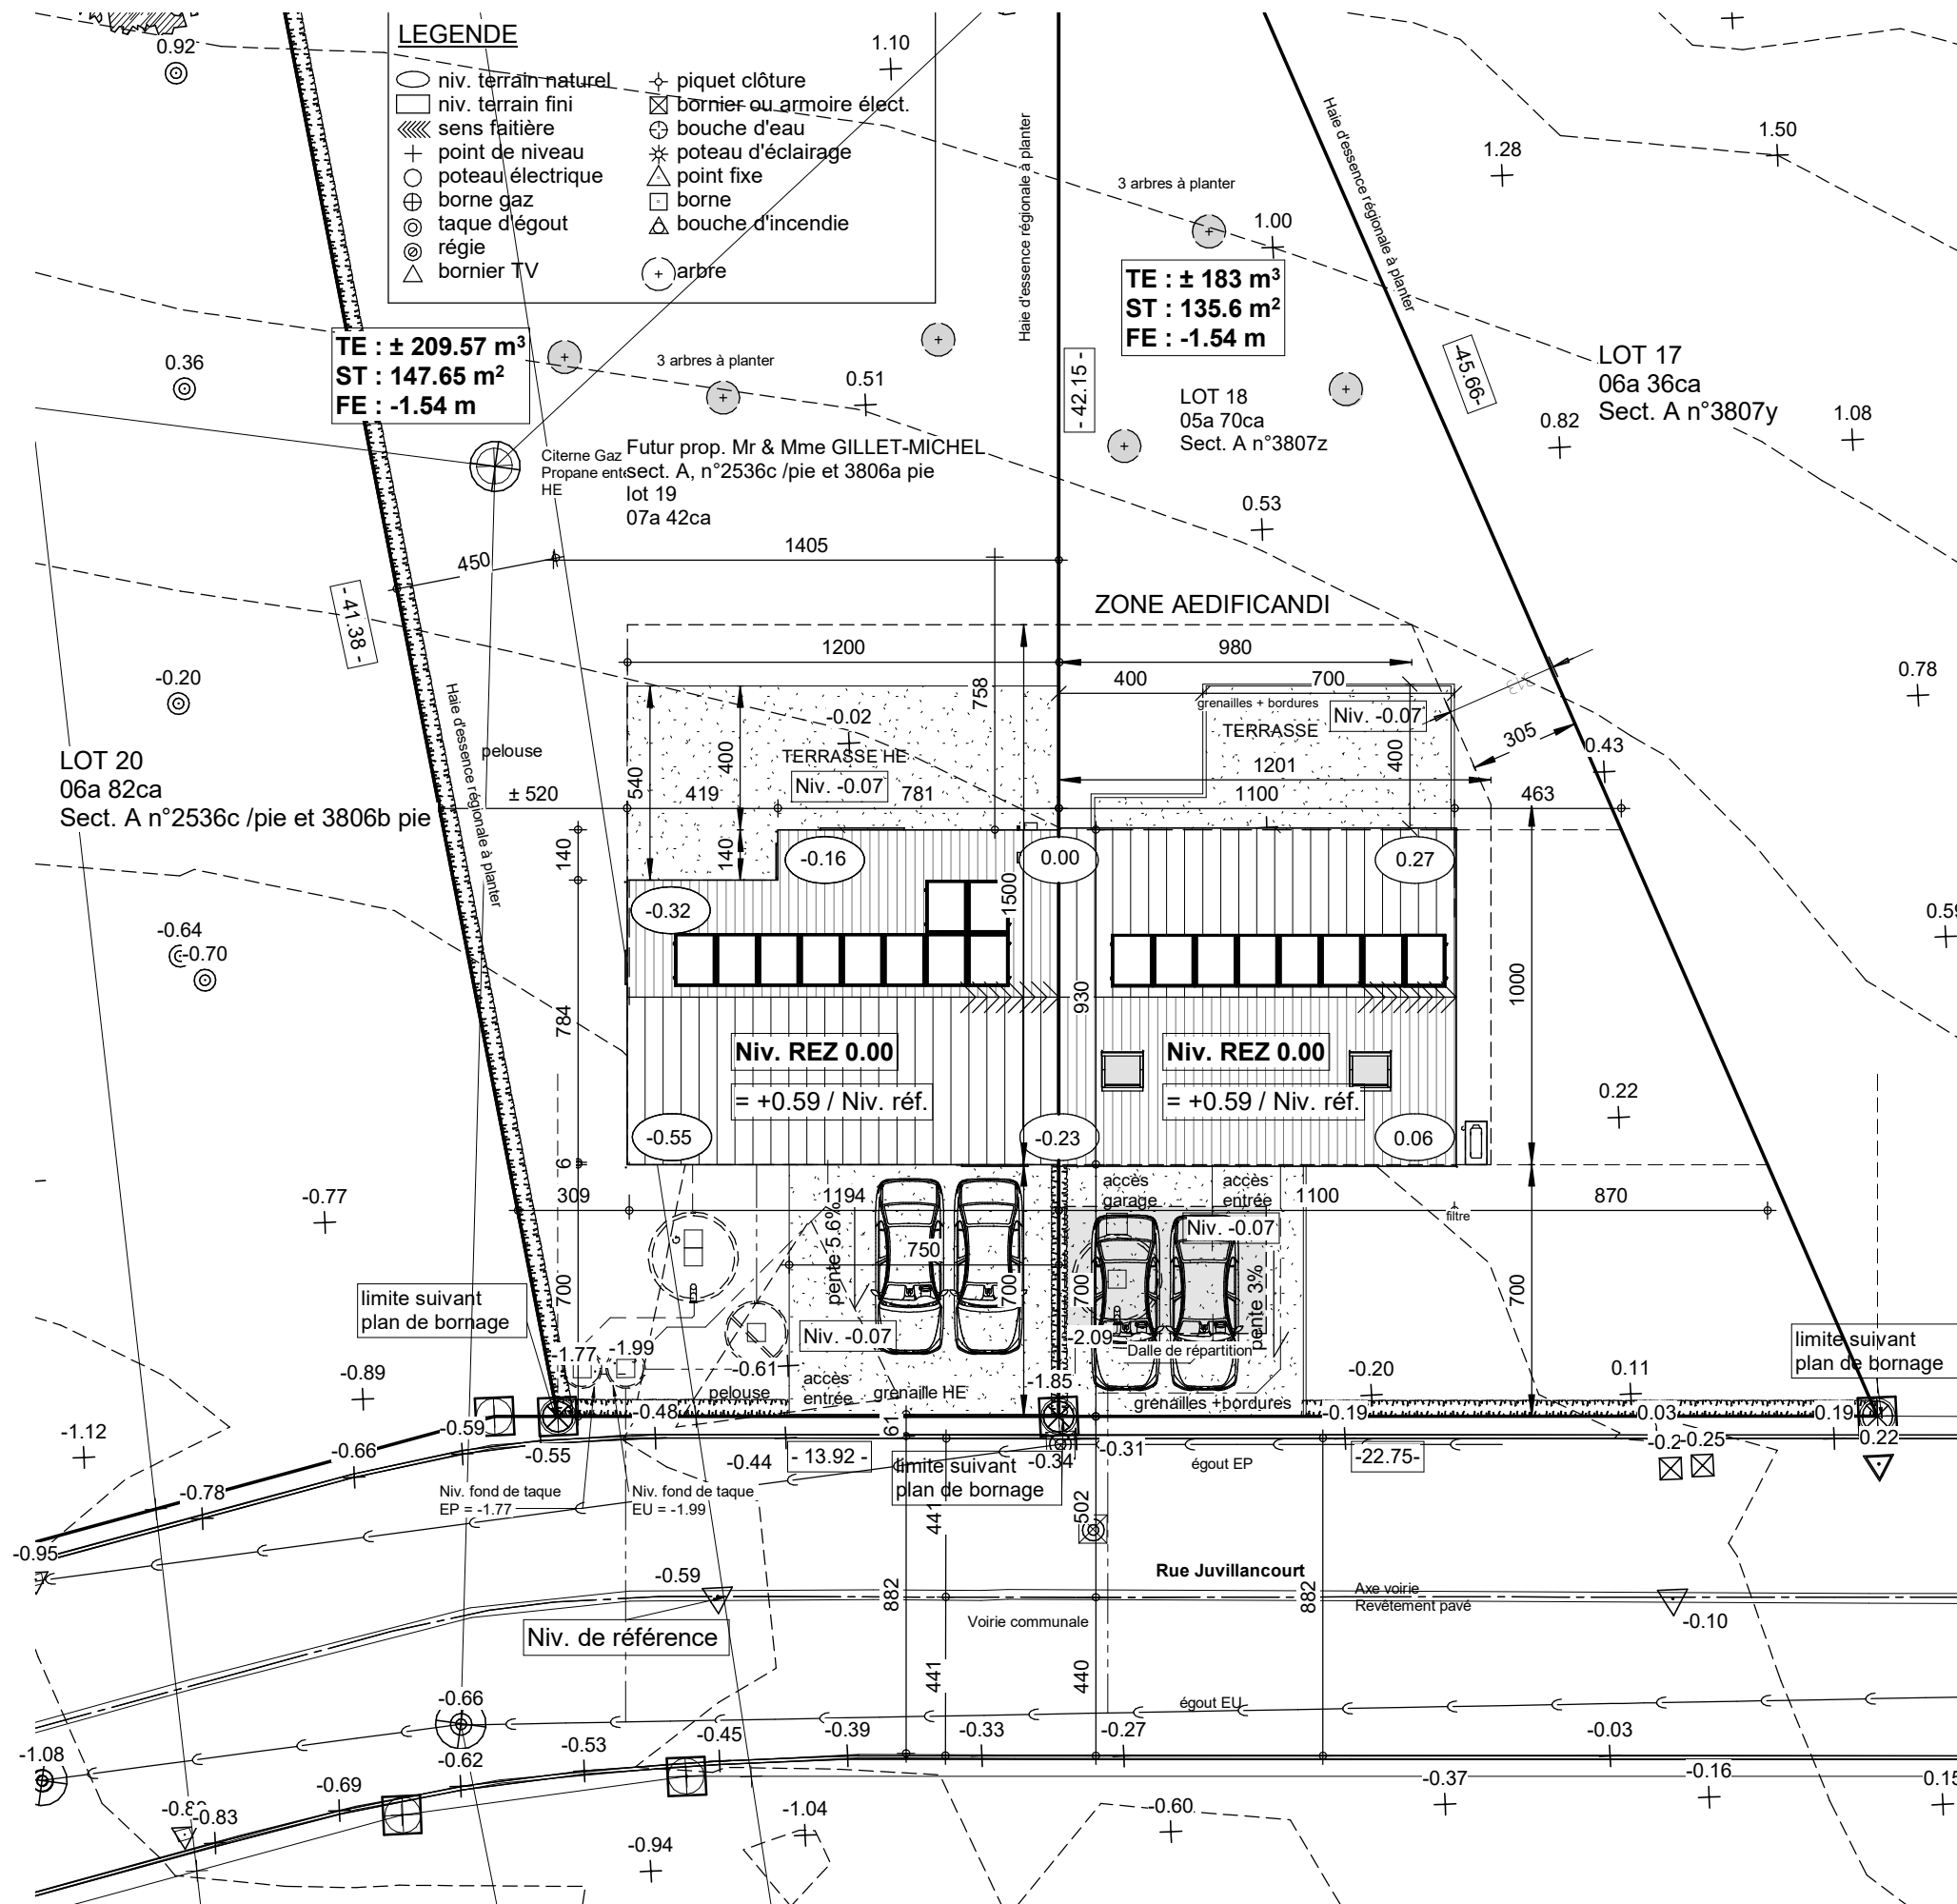 LEGENDE
niv. terrain naturel
niv. terrain fini
sens faitière
point de niveau
poteau électrique
borne gaz
taque d'égout
régie
bornier TV
piquet clôture
bornier ou armoire élect.
bouche d'eau
poteau d'éclairage
point fixe
borne
bouche d'incendie
arbre
0.92
1.10
1.28
1.50
Haie d'essence régionale à planter
Haie d'essence régionale à planter
3 arbres à planter
1.00
TE : ± 183 m³
ST : 135.6 m²
FE : -1.54 m
TE : ± 209.57 m³
ST : 147.65 m²
FE : -1.54 m
0.36
3 arbres à planter
0.51
- 42.15 -
-45.66-
LOT 18
05a 70ca
Sect. A n°3807z
LOT 17
06a 36ca
Sect. A n°3807y
0.82
1.08
Citerne Gaz
Propane
HE
Futur prop. Mr & Mme GILLET-MICHEL
sect. A, n°2536c /pie et 3806a pie
lot 19
07a 42ca
0.53
450
1405
- 41.38 -
ZONE AEDIFICANDI
1200
980
758
400
700
grenailles + bordures
Niv. -0.07
TERRASSE
313
305
0.78
0.43
-0.20
Haie d'essence régionale à planter
pelouse
-0.02
TERRASSE HE
Niv. -0.07
540
400
400
1201
LOT 20
06a 82ca
Sect. A n°2536c /pie et 3806b pie
± 520
419
781
1100
463
140
140
-0.16
0.00
0.27
-0.32
1500
-0.64
-0.70
784
930
1000
Niv. REZ 0.00
= +0.59 / Niv. réf.
Niv. REZ 0.00
= +0.59 / Niv. réf.
0.22
-0.55
-0.23
0.06
6
309
1194
accès
garage
accès
entrée
1100
870
filtre
-0.77
Niv. -0.07
pente 5.6%
750
700
700
700
pente 3%
700
limite suivant
plan de bornage
Niv. -0.07
-2.09
Dalle de répartition
limite suivant
plan de bornage
-1.77
-1.99
-0.61
-0.89
pelouse
accès
entrée
grenaille HE
-1.85
grenailles +bordures
-0.20
0.11
-1.12
-0.59
-0.48
61
-0.19
0.03
0.19
-0.66
-0.55
-0.44
- 13.92 -
limite suivant
plan de bornage
-0.34
-0.31
égout EP
-22.75-
-0.25
0.22
-0.78
Niv. fond de taque
EP = -1.77
Niv. fond de taque
EU = -1.99
441
502
-0.95
-0.59
882
Rue Juvillancourt
882
Axe voirie
Revêtement pavé
Voirie communale
-0.10
Niv. de référence
441
440
-0.66
égout EU
-0.45
-0.39
-0.33
-0.27
-0.03
-1.08
-0.62
-0.53
-0.69
-0.37
-0.16
-0.83
-1.04
-0.60
-0.94